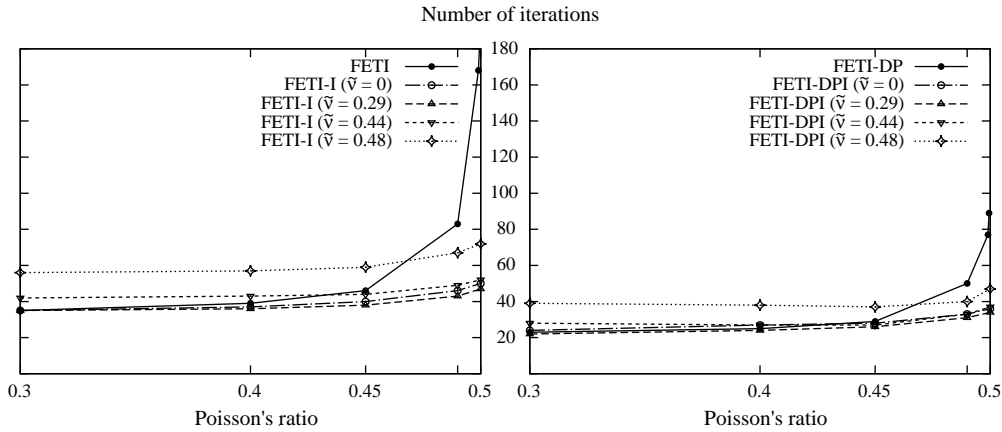 Number of iterations
FETI
FETI-I (ν̃ = 0)
FETI-I (ν̃ = 0.29)
FETI-I (ν̃ = 0.44)
FETI-I (ν̃ = 0.48)
0.3
0.4
0.45
0.5
Poisson's ratio
180
160
140
120
100
80
60
40
20
FETI-DP
FETI-DPI (ν̃ = 0)
FETI-DPI (ν̃ = 0.29)
FETI-DPI (ν̃ = 0.44)
FETI-DPI (ν̃ = 0.48)
0.3
0.4
0.45
0.5
Poisson's ratio